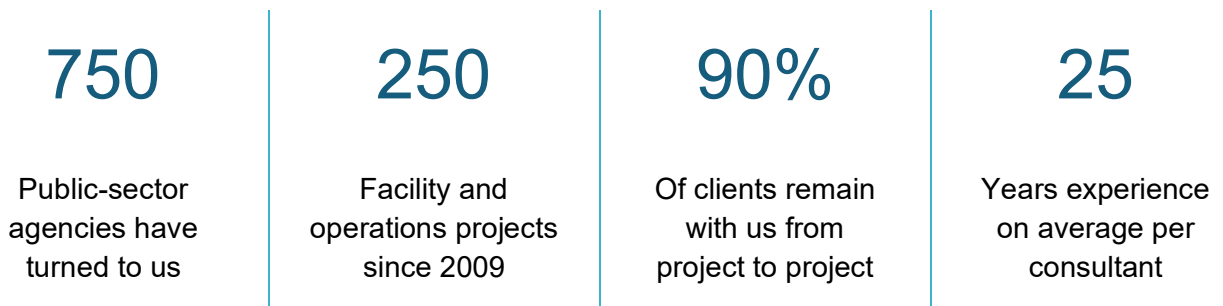 750
Public-sector
agencies have
turned to us
250
Facility and
operations projects
since 2009
90%
Of clients remain
with us from
project to project
25
Years experience
on average per
consultant